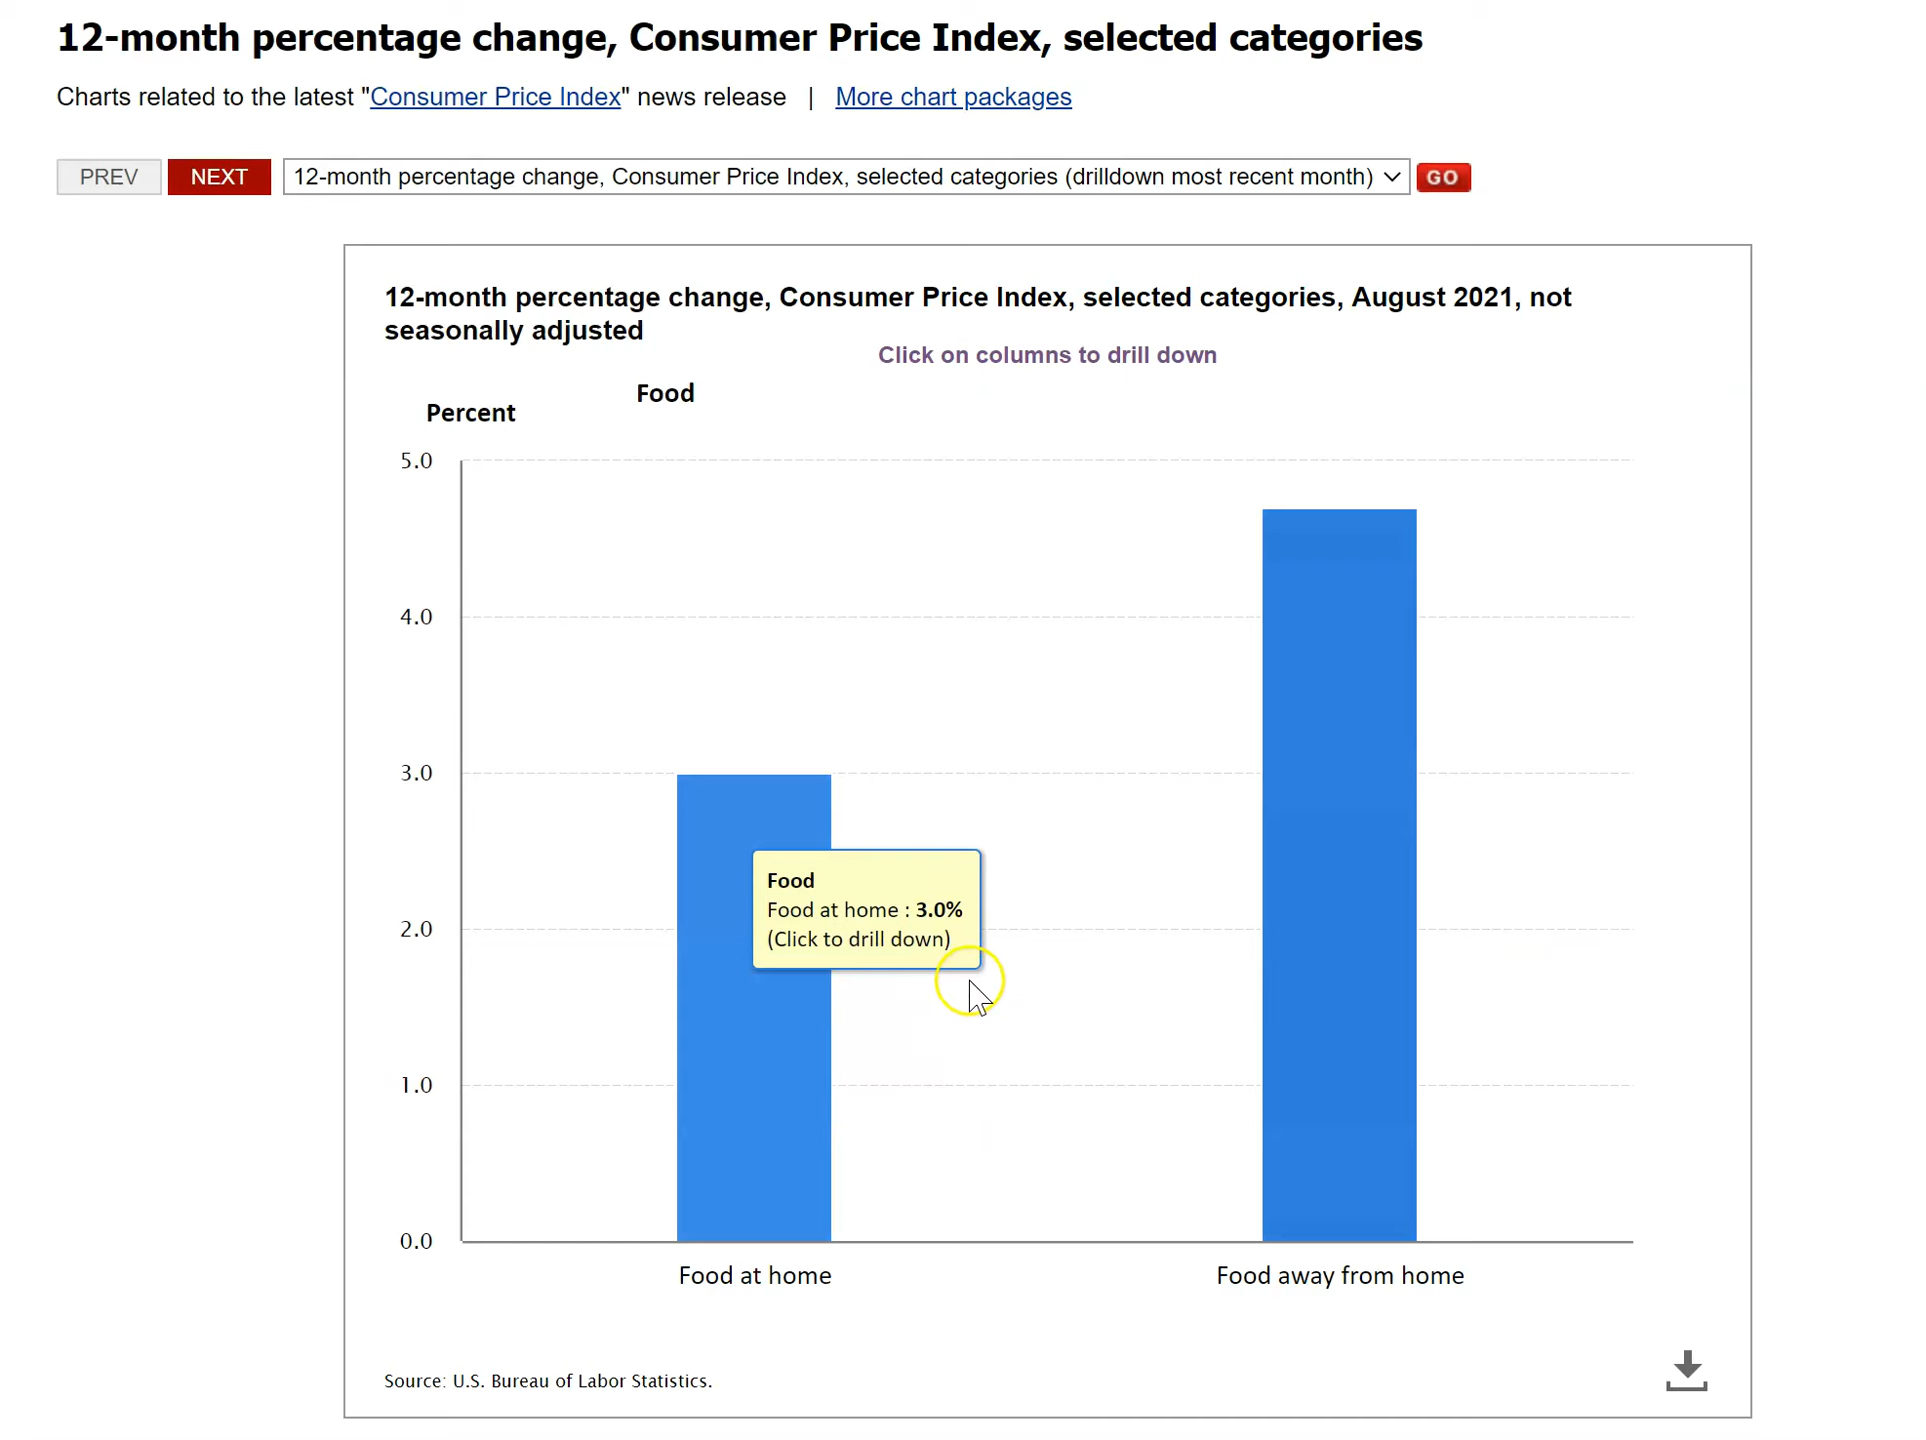 12-month percentage change, Consumer Price Index, selected categories
Charts related to the latest "Consumer Price Index" news release | More chart packages
PREV NEXT 12-month percentage change, Consumer Price Index, selected categories (drilldown most recent month) GO
12-month percentage change, Consumer Price Index, selected categories, August 2021, not
seasonally adjusted
Click on columns to drill down
Food
Percent
5.0
4.0
3.0
2.0
1.0
0.0
Food
Food at home : 3.0%
(Click to drill down)
Food at home Food away from home
Source: U.S. Bureau of Labor Statistics.